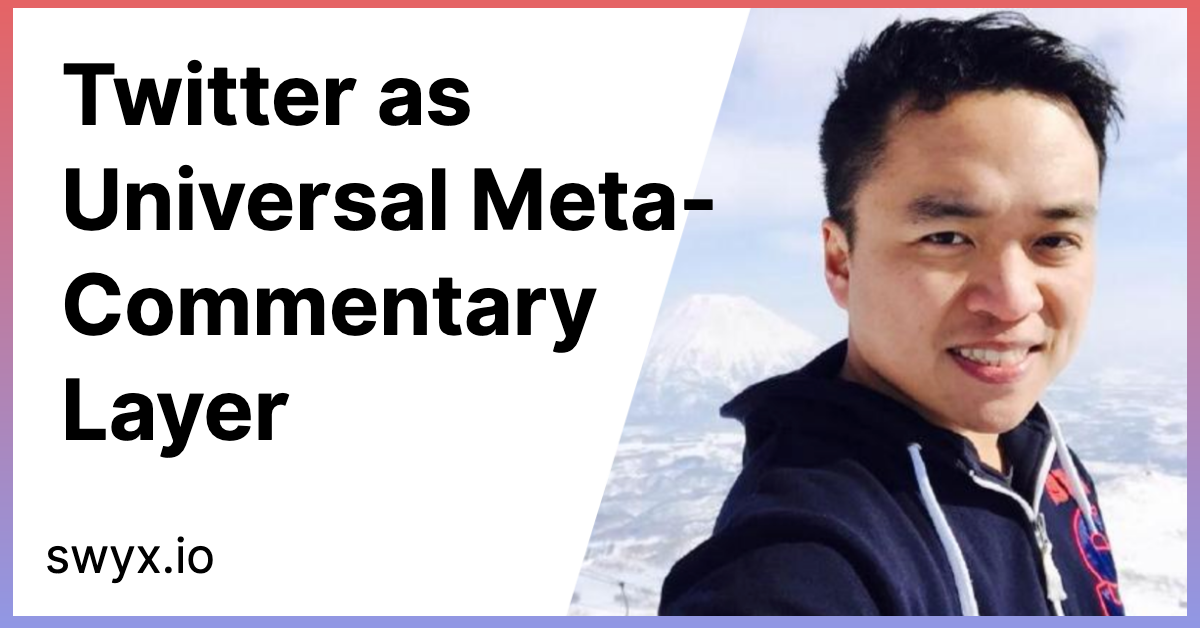 Twitter as
Universal Meta-
Commentary
Layer
swyx.io